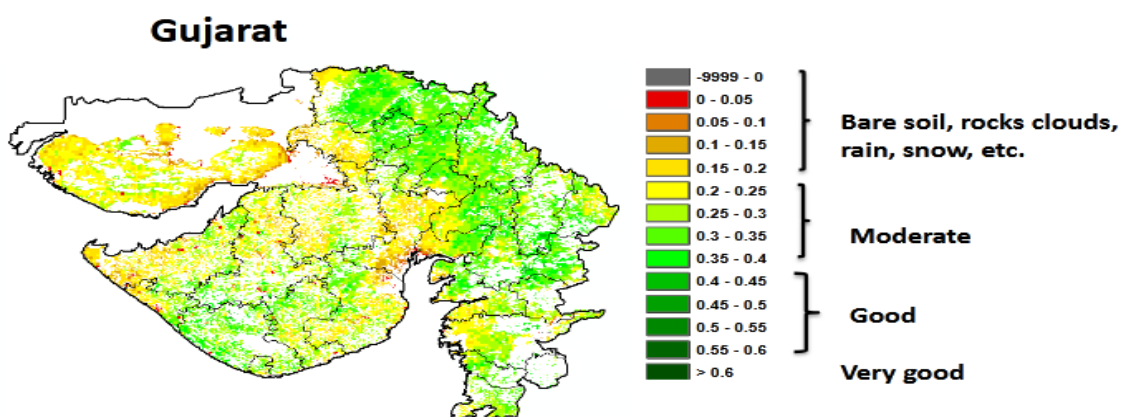 Gujarat
-9999 - 0
0 - 0.05
0.05 - 0.1
0.1 - 0.15
0.15 - 0.2
0.2 - 0.25
0.25 - 0.3
0.3 - 0.35
0.35 - 0.4
0.4 - 0.45
0.45 - 0.5
0.5 - 0.55
0.55 - 0.6
> 0.6
Bare soil, rocks clouds,
rain, snow, etc.
Moderate
Good
Very good